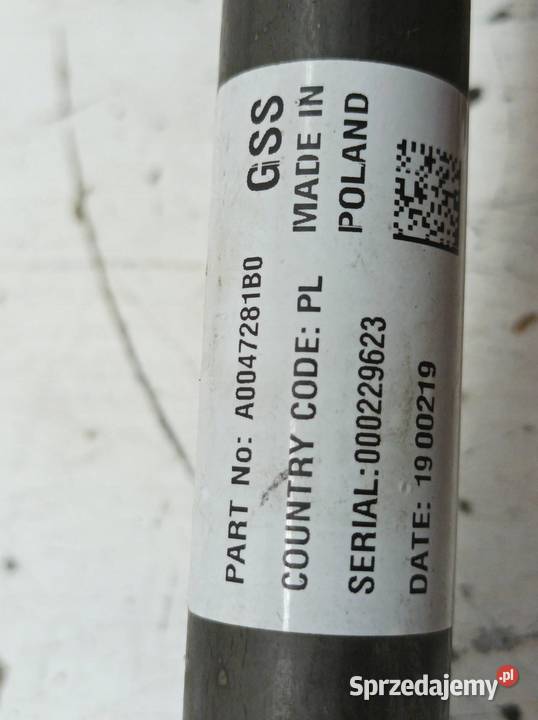 GSS
PART No: A0047281B0
COUNTRY CODE: PL MADE IN
SERIAL:000229623 POLAND
DATE: 19 00219
Sprzedajemy.pl